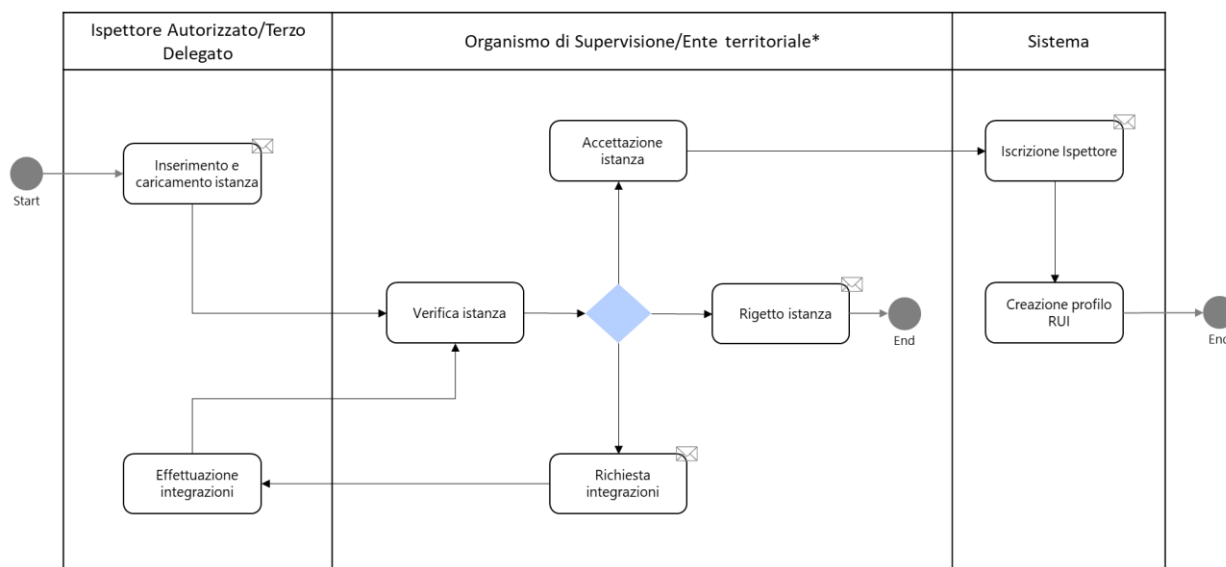 Ispettore Autorizzato/Terzo
Delegato
Organismo di Supervisione/Ente territoriale*
Sistema
Start
Inserimento e
caricamento istanza
Accettazione
istanza
Iscrizione Ispettore
Verifica istanza
Rigetto istanza
End
Creazione profilo
RUI
End
Effettuazione
integrazioni
Richiesta
integrazioni